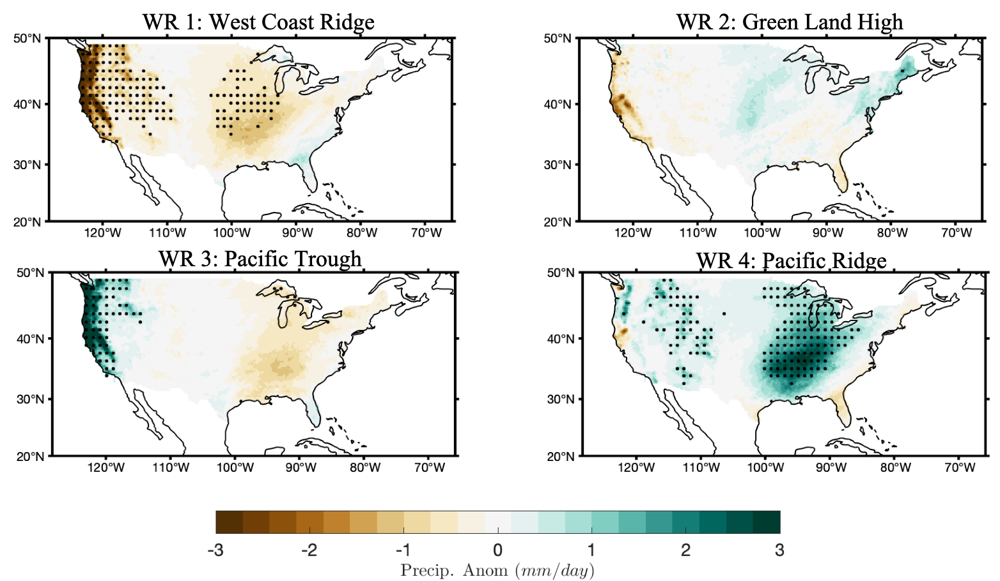 WR 1: West Coast Ridge
50°N
40°N
30°N
20°N
120°W 110°W 100°W 90°W 80°W 70°W
WR 2: Green Land High
50°N
40°N
30°N
20°N
120°W 110°W 100°W 90°W 80°W 70°W
WR 3: Pacific Trough
50°N
40°N
30°N
20°N
120°W 110°W 100°W 90°W 80°W 70°W
WR 4: Pacific Ridge
50°N
40°N
30°N
20°N
120°W 110°W 100°W 90°W 80°W 70°W
-3 -2 -1 0 1 2 3
Precip. Anom (mm/day)